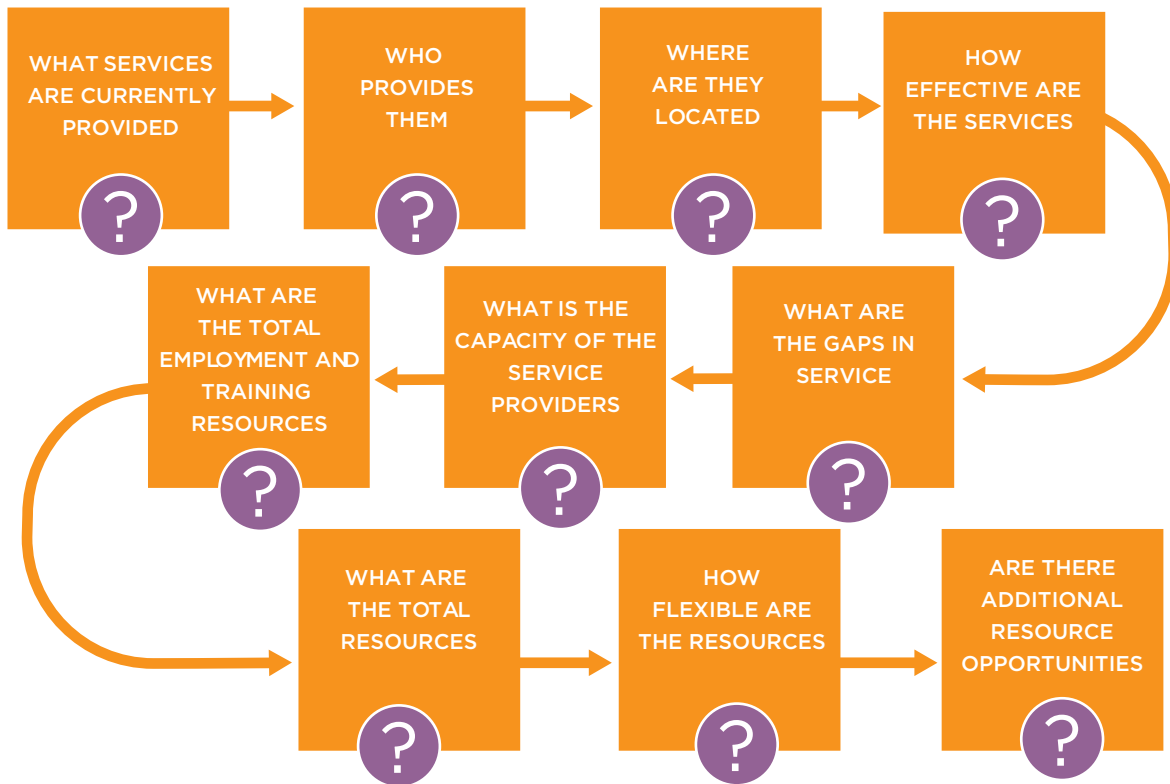 WHAT SERVICES
ARE CURRENTLY
PROVIDED
?
WHO
PROVIDES
THEM
?
WHERE
ARE THEY
LOCATED
?
HOW
EFFECTIVE ARE
THE SERVICES
?
WHAT ARE
THE GAPS IN
SERVICE
?
WHAT IS THE
CAPACITY OF THE
SERVICE
PROVIDERS
?
WHAT ARE
THE TOTAL
EMPLOYMENT AND
TRAINING
RESOURCES
?
WHAT ARE
THE TOTAL
RESOURCES
?
HOW
FLEXIBLE ARE
THE RESOURCES
?
ARE THERE
ADDITIONAL
RESOURCE
OPPORTUNITIES
?